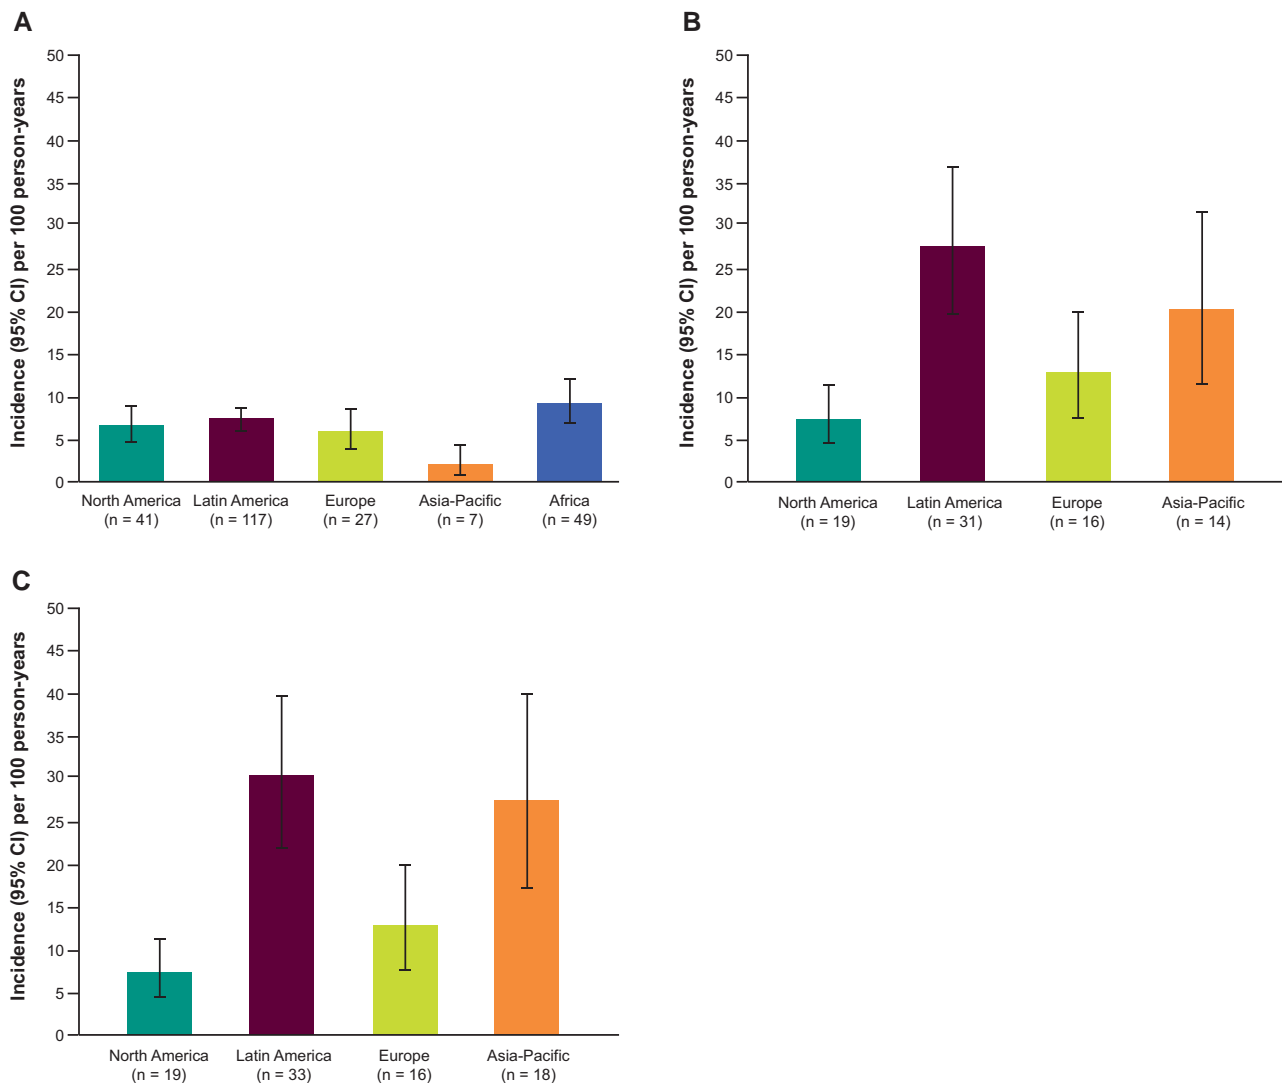 A
Incidence (95% CI) per 100 person-years
50
45
40
35
30
25
20
15
10
5
0
North America
(n = 41)
Latin America
(n = 117)
Europe
(n = 27)
Asia-Pacific
(n = 7)
Africa
(n = 49)
B
Incidence (95% CI) per 100 person-years
50
45
40
35
30
25
20
15
10
5
0
North America
(n = 19)
Latin America
(n = 31)
Europe
(n = 16)
Asia-Pacific
(n = 14)
C
Incidence (95% CI) per 100 person-years
50
45
40
35
30
25
20
15
10
5
0
North America
(n = 19)
Latin America
(n = 33)
Europe
(n = 16)
Asia-Pacific
(n = 18)